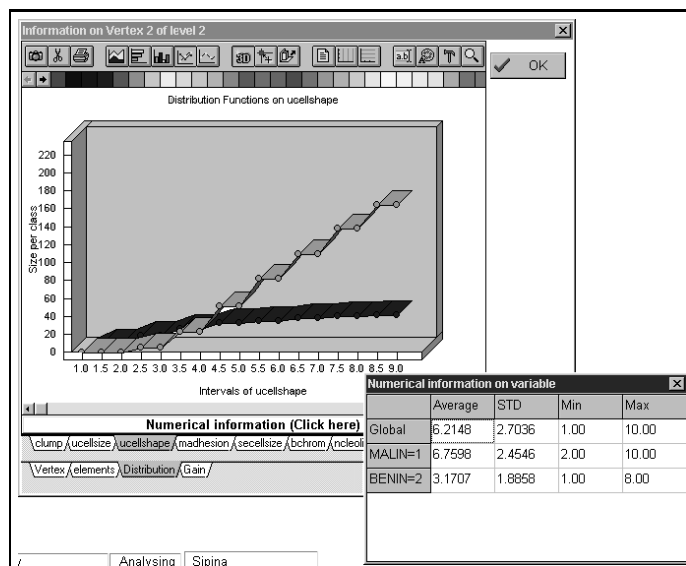 Information on Vertex 2 of level 2
3D
a.b
OK
Distribution Functions on ucellshape
220
200
180
160
140
120
100
80
60
40
20
0
Size per class
1.0 1.5 2.0 2.5 3.0 3.5 4.0 4.5 5.0 5.5 6.0 6.5 7.0 7.5 8.0 8.5 9.0
Intervals of ucellshape
Numerical information (Click here)
clump ucellsize ucellshape madhesion secellsize bchrom ncleoli
Vertex elements Distribution Gain
Numerical information on variable
Average STD Min Max
Global 6.2148 2.7036 1.00 10.00
MALIN=1 6.7598 2.4546 2.00 10.00
BENIN=2 3.1707 1.8858 1.00 8.00
Analysing Sipina